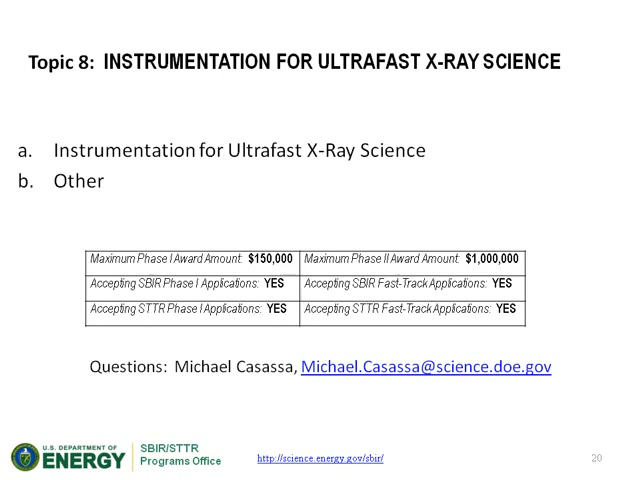 Topic 8: INSTRUMENTATION FOR ULTRAFAST X-RAY SCIENCE
a. Instrumentation for Ultrafast X-Ray Science
b. Other
Maximum Phase I Award Amount: $150,000 Maximum Phase II Award Amount: $1,000,000
Accepting SBIR Phase I Applications: YES Accepting SBIR Fast-Track Applications: YES
Accepting STTR Phase I Applications: YES Accepting STTR Fast-Track Applications: YES
Questions: Michael Casassa, Michael.Casassa@science.doe.gov
U.S. DEPARTMENT OF
ENERGY
SBIR/STTR
Programs Office
http://science.energy.gov/sbir/
20